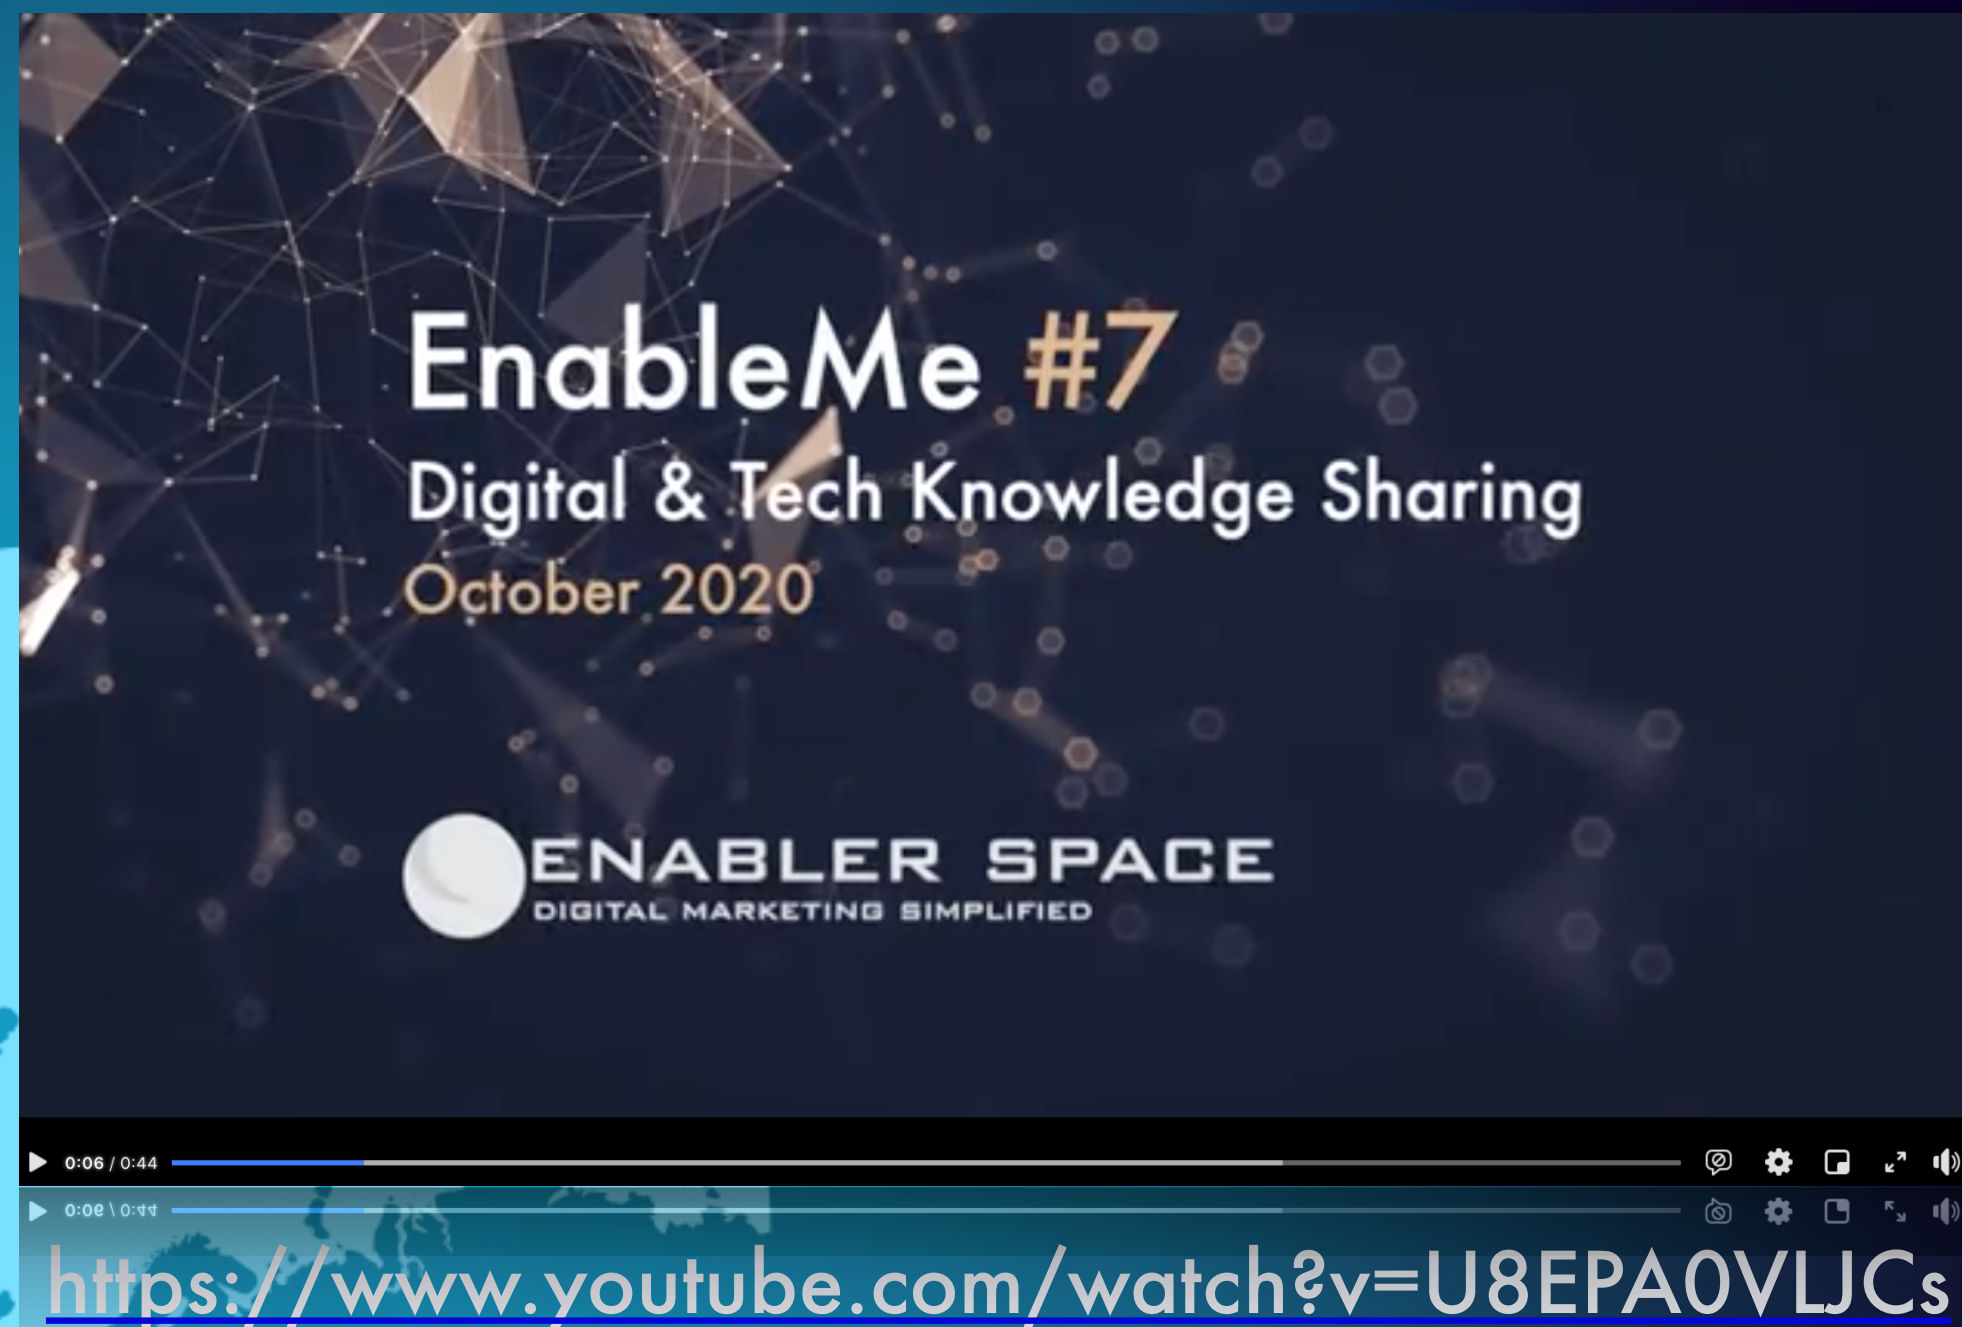 EnableMe #7
Digital & Tech Knowledge Sharing
October 2020
ENABLER SPACE
DIGITAL MARKETING SIMPLIFIED
0:06 / 0:44
https://www.youtube.com/watch?v=U8EPA0VLJCs